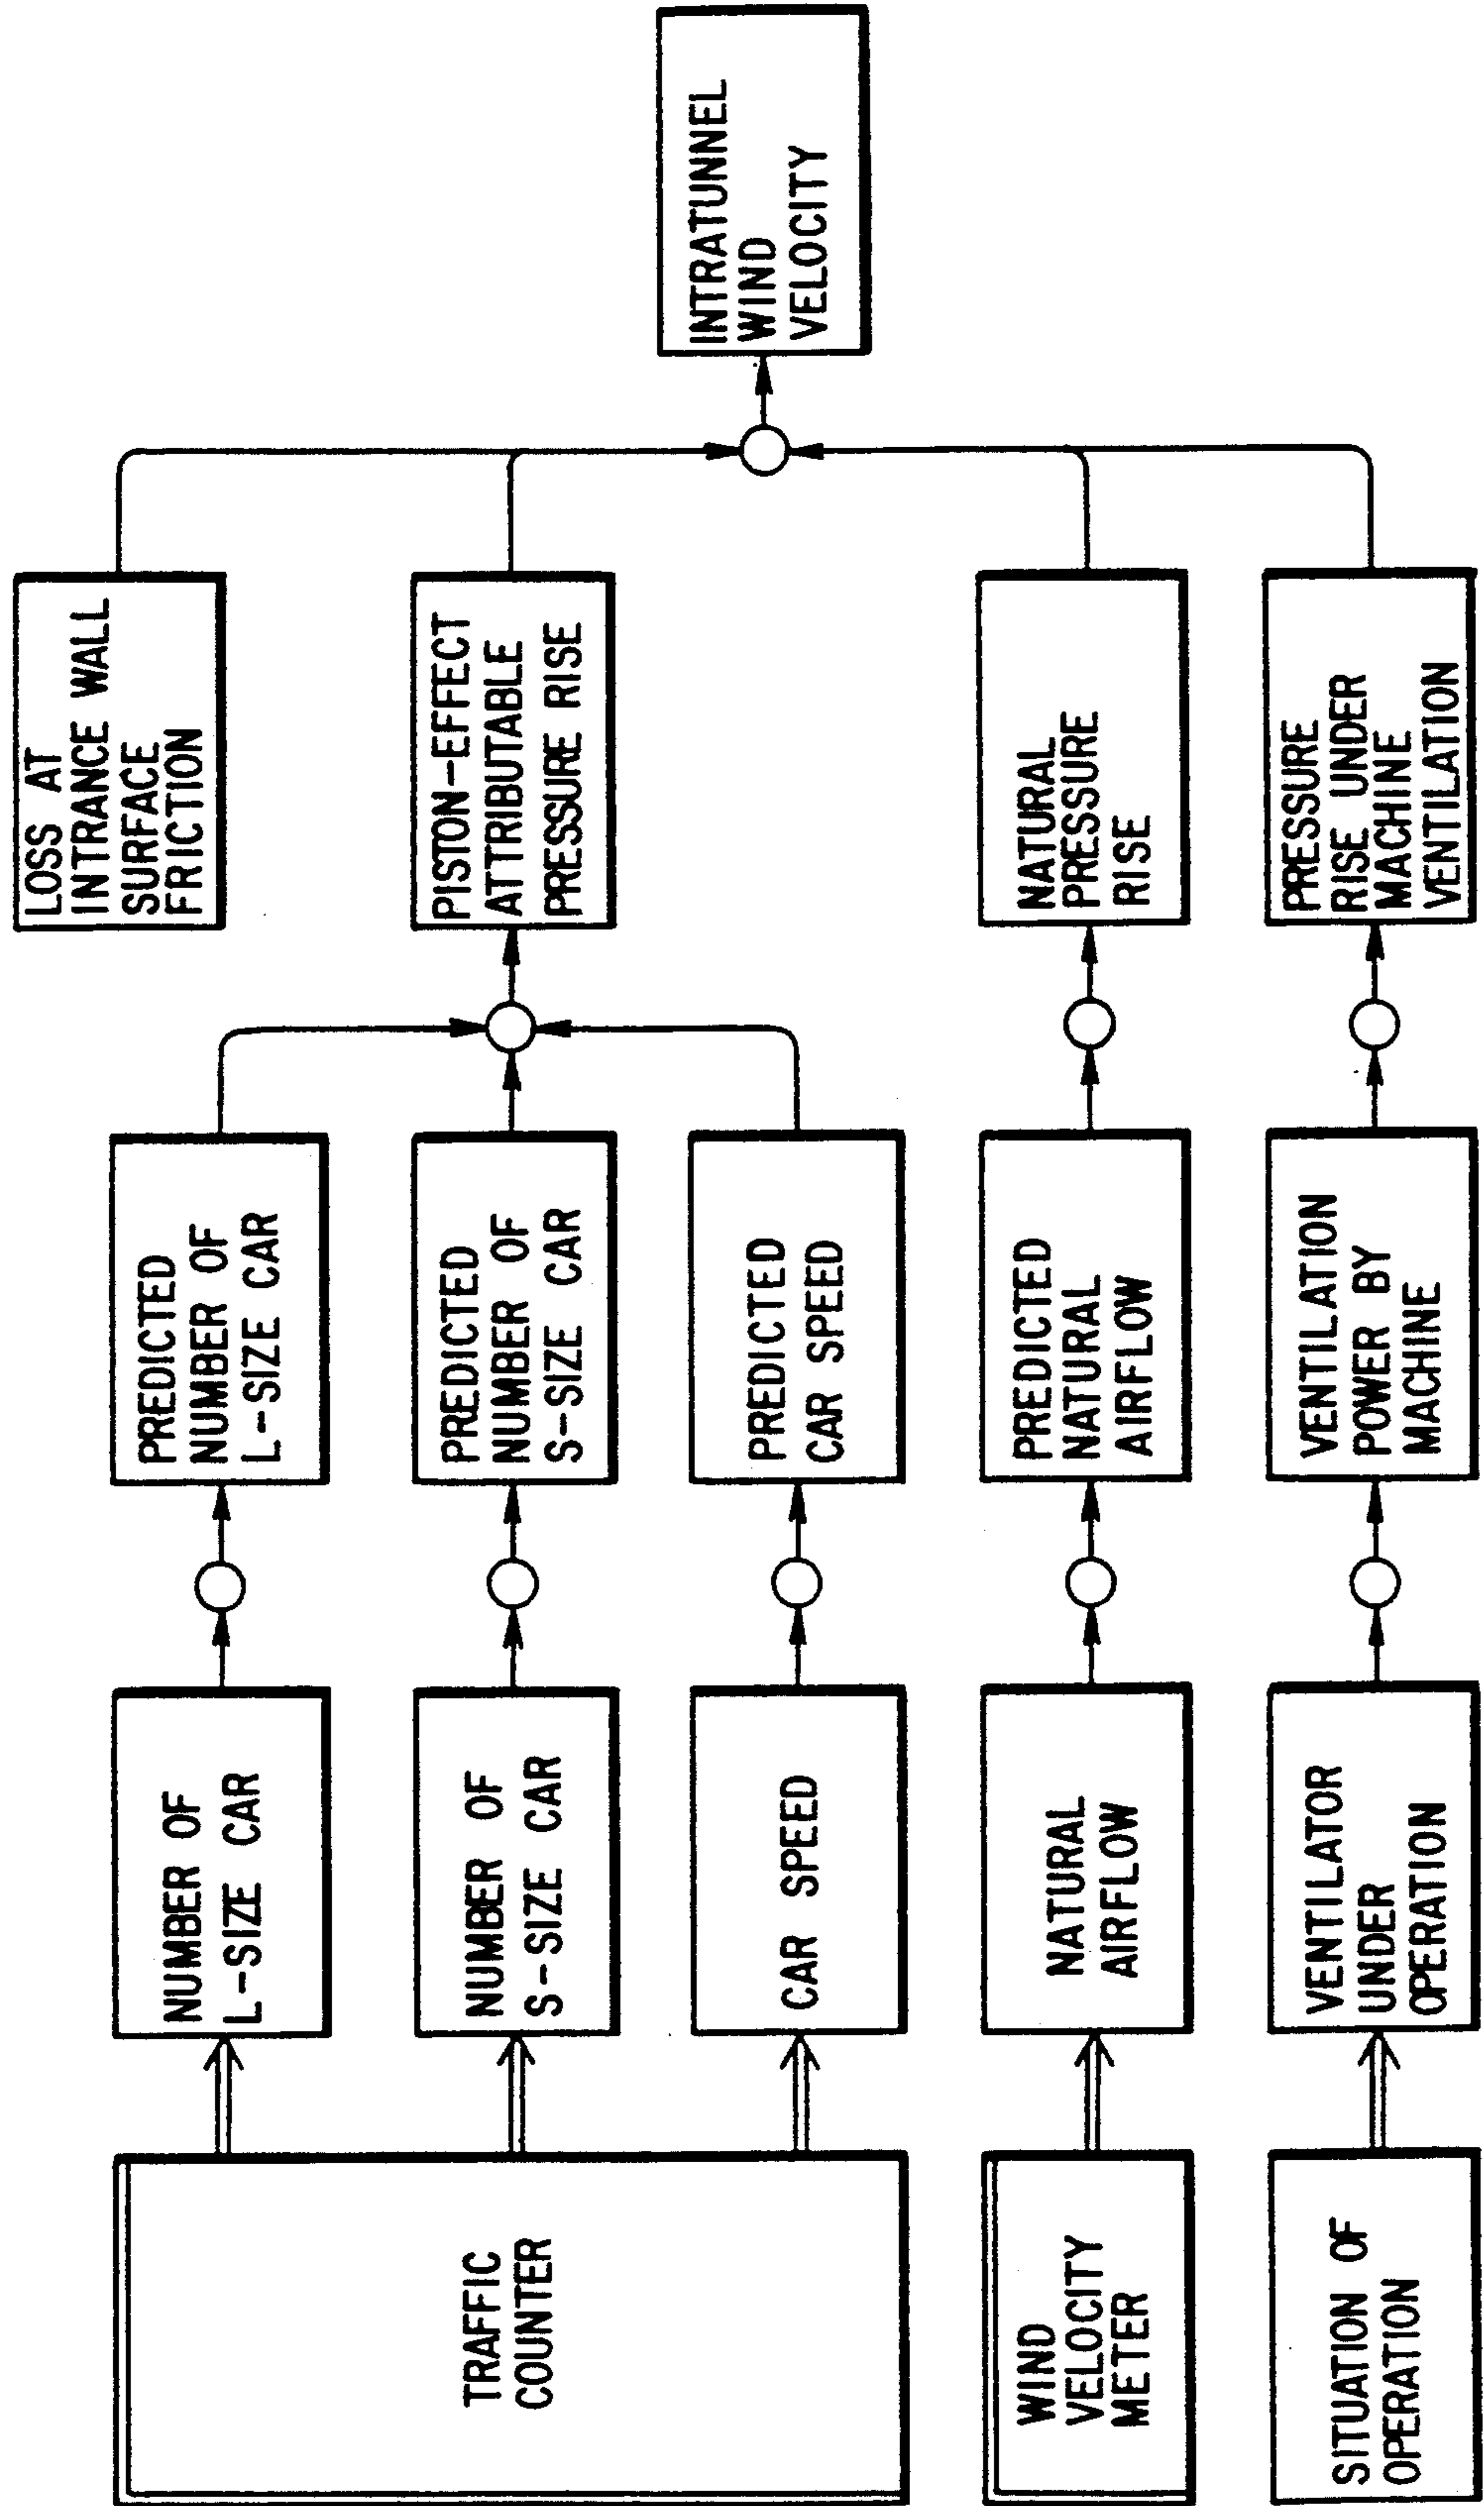 TRAFFIC
COUNTER
WIND
VELOCITY
METER
SITUATION OF
OPERATION
NUMBER OF
L-SIZE CAR
NUMBER OF
S-SIZE CAR
CAR SPEED
NATURAL
AIRFLOW
VENTILATOR
UNDER
OPERATION
PREDICTED
NUMBER OF
L-SIZE CAR
PREDICTED
NUMBER OF
S-SIZE CAR
PREDICTED
CAR SPEED
PREDICTED
NATURAL
AIRFLOW
VENTILATION
POWER BY
MACHINE
LOSS AT
INTRANCE WALL
SURFACE
FRICTION
PISTON-EFFECT
ATTRIBUTABLE
PRESSURE RISE
NATURAL
PRESSURE
RISE
PRESSURE
RISE UNDER
MACHINE
VENTILATION
INTRATUNNEL
WIND
VELOCITY